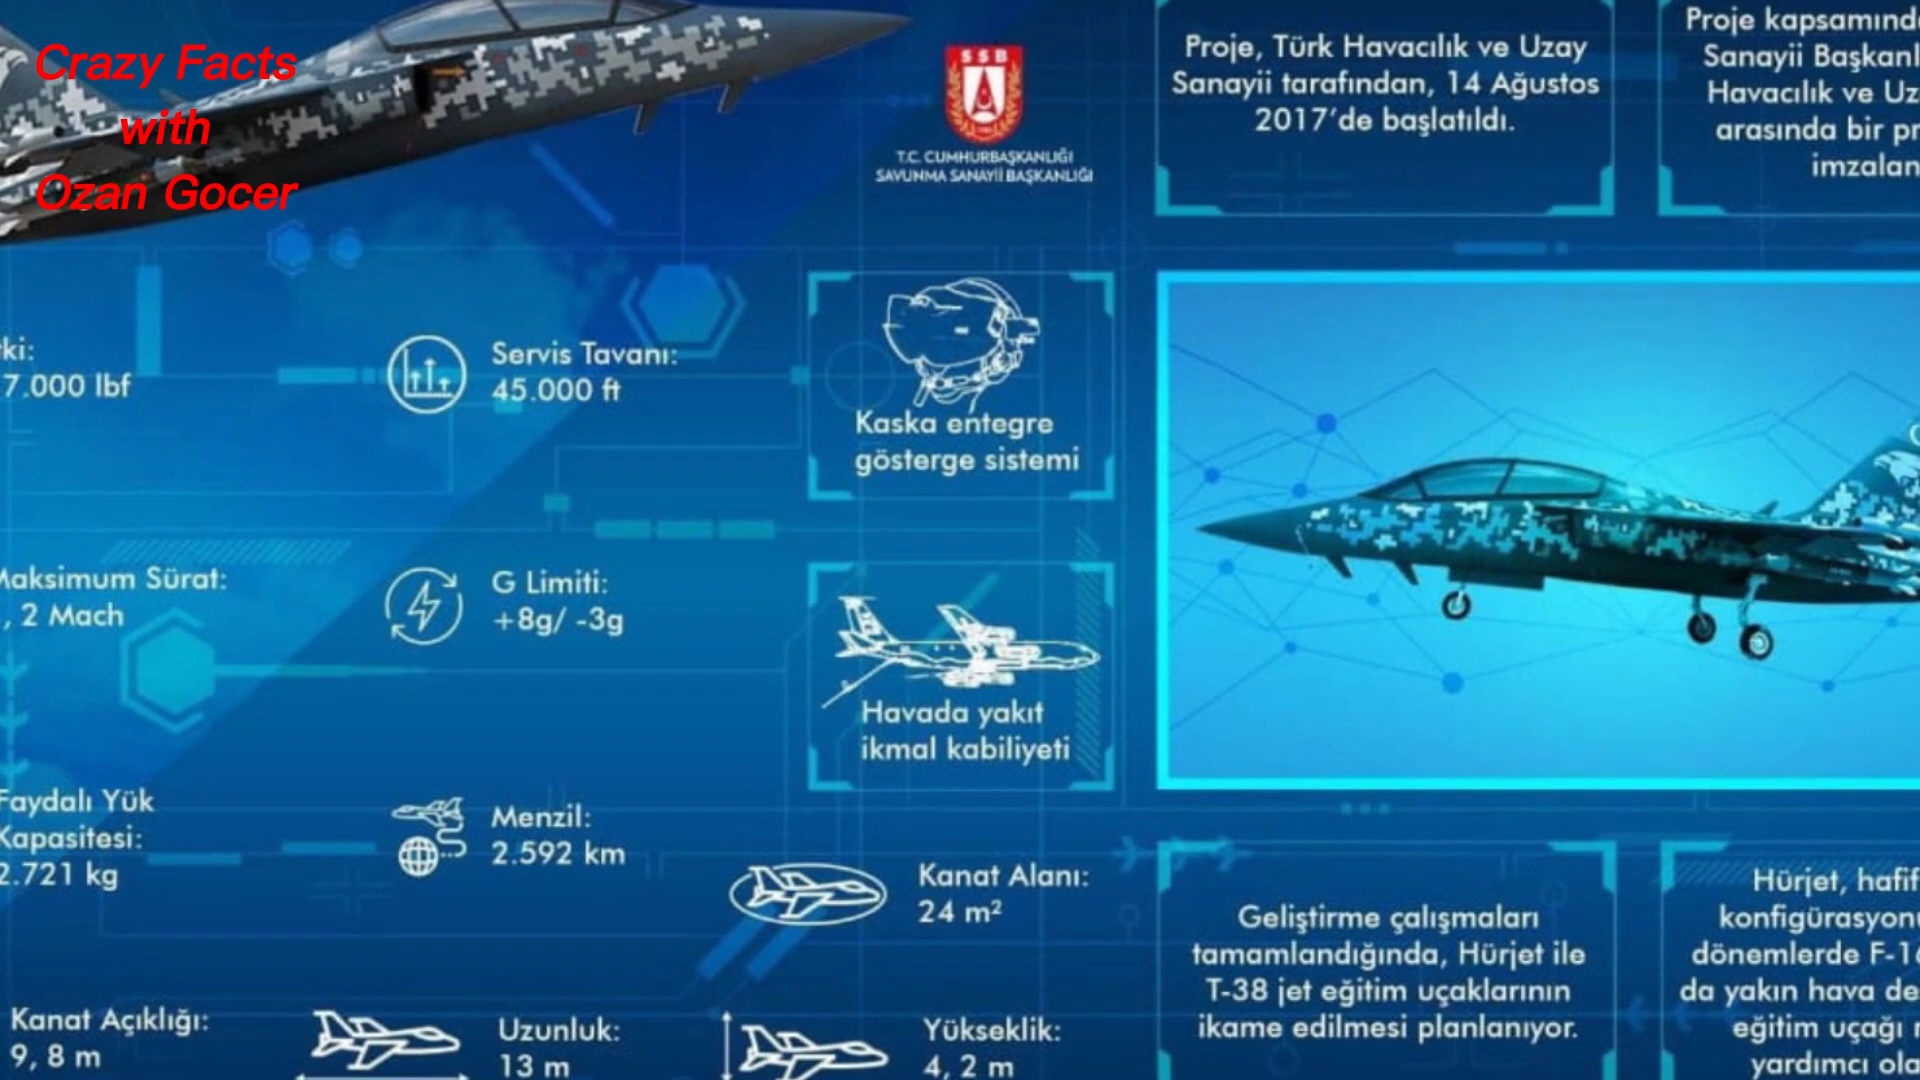 Crazy Facts
with
Ozan Gocer
SSB
T.C. CUMHURBAŞKANLIĞI
SAVUNMA SANAYİİ BAŞKANLIĞI
Proje, Türk Havacılık ve Uzay
Sanayii tarafından, 14 Ağustos
2017'de başlatıldı.
Proje kapsamınd
Sanayii Başkanl
Havacılık ve Uz
arasında bir pr
imzalan
ki:
7.000 lbf
Servis Tavanı:
45.000 ft
Kaska entegre
gösterge sistemi
Maksimum Sürat:
, 2 Mach
G Limiti:
+8g/ -3g
Havada yakıt
ikmal kabiliyeti
Faydalı Yük
Kapasitesi:
2.721 kg
Menzil:
2.592 km
Kanat Alanı:
24 m²
Kanat Açıklığı:
9, 8 m
Uzunluk:
13 m
Yükseklik:
4, 2 m
Geliştirme çalışmaları
tamamlandığında, Hürjet ile
T-38 jet eğitim uçaklarının
ikame edilmesi planlanıyor.
Hürjet, hafif
konfigürasyonu
dönemlerde F-16
da yakın hava de
eğitim uçağı
yardımcı ola